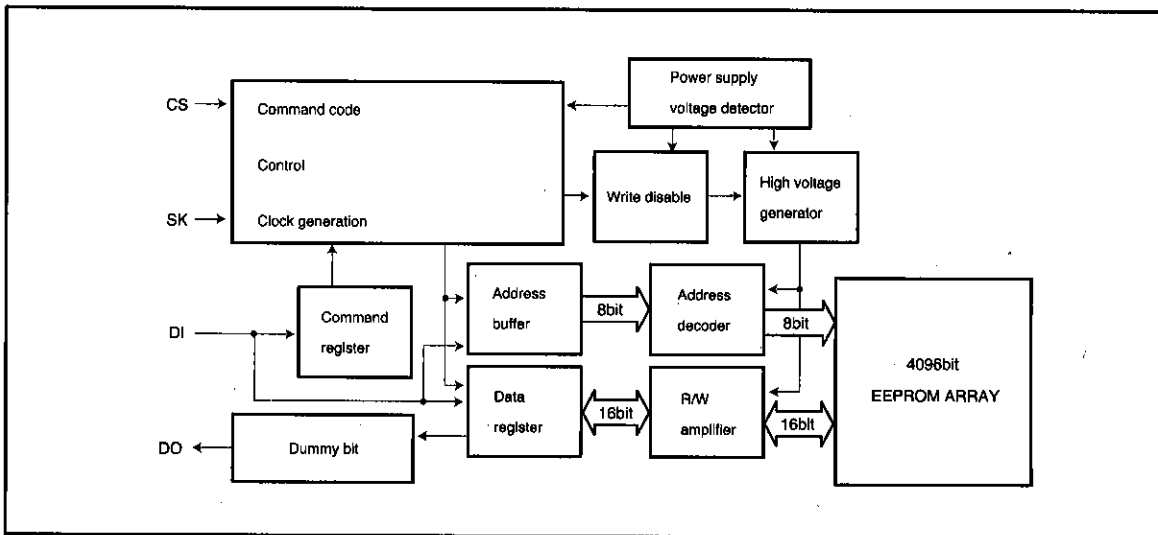 Power supply
voltage detector
CS
Command code
Control
SK
Clock generation
Write disable
High voltage
generator
DI
Command
register
Address
buffer
8bit
Address
decoder
8bit
4096bit
EEPROM ARRAY
Data
register
16bit
R/W
amplifier
16bit
DO
Dummy bit